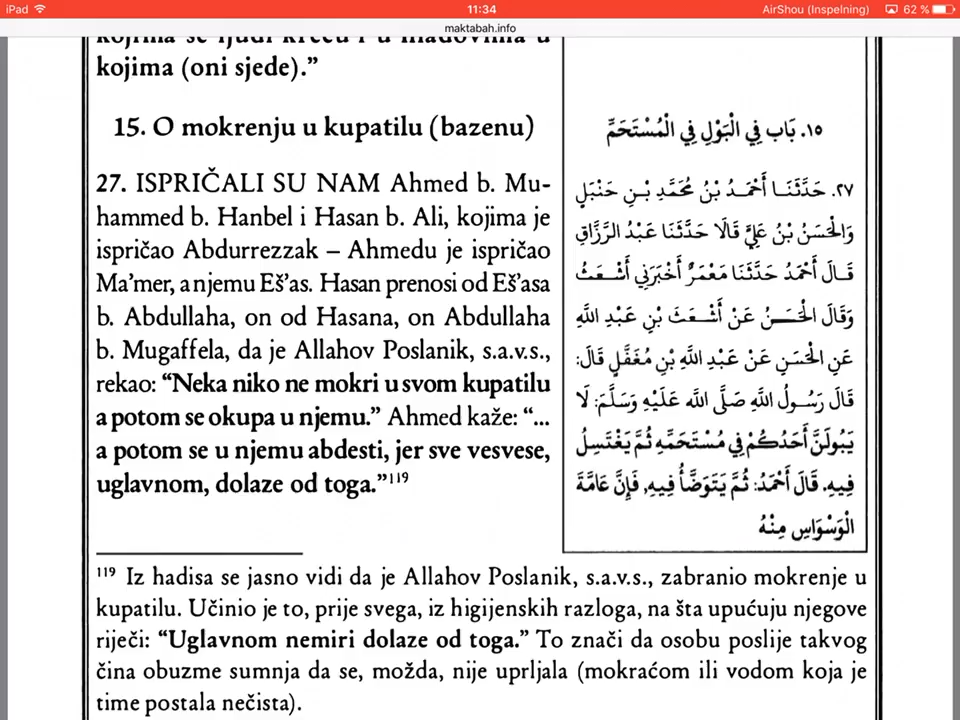 iPad
11:34
AirShou (Inspelning)
62 %
maktabah.info
kojima se ljudi kreću i u hladovima u
kojima (oni sjede).”
15. O mokrenju u kupatilu (bazenu)
27. ISPRIČALI SU NAM Ahmed b. Mu-
hammed b. Hanbel i Hasan b. Ali, kojima je
ispričao Abdurrezzak – Ahmedu je ispričao
Ma’mer, a njemu Eš’as. Hasan prenosi od Eš’asa
b. Abdullaha, on od Hasana, on Abdullaha
b. Mugaffela, da je Allahov Poslanik, s.a.v.s.,
rekao: “Neka niko ne mokri u svom kupatilu
a potom se okupa u njemu.” Ahmed kaže: “...
a potom se u njemu abdesti, jer sve vesvese,
uglavnom, dolaze od toga.”119
١٥. بَاب فِي الْبَوْلِ فِي الْمُسْتَحَمِّ
٢٧. حَدَّثَنَا أَحْمَدُ بْنُ مُحَمَّدِ بْنِ حَنْبَلٍ
وَالْحَسَنُ بْنُ عَلِيٍّ قَالَا حَدَّثَنَا عَبْدُ الرَّزَّاقِ
قَالَ أَحْمَدُ حَدَّثَنَا مَعْمَرٌ أَخْبَرَنِي أَشْعَثُ
وَقَالَ الْحَسَنُ عَنْ أَشْعَثَ بْنِ عَبْدِ اللَّهِ
عَنِ الْحَسَنِ عَنْ عَبْدِ اللَّهِ بْنِ مُغَفَّلٍ قَالَ:
قَالَ رَسُولُ اللَّهِ صَلَّى اللَّه عَلَيْهِ وَسَلَّمَ: لَا
يَبُولَنَّ أَحَدُكُمْ فِي مُسْتَحَمِّهِ ثُمَّ يَغْتَسِلُ
فِيهِ. قَالَ أَحْمَدُ: ثُمَّ يَتَوَضَّأُ فِيهِ, فَإِنَّ عَامَّةَ
الْوَسْوَاسِ مِنْهُ
119 Iz hadisa se jasno vidi da je Allahov Poslanik, s.a.v.s., zabranio mokrenje u
kupatilu. Učinio je to, prije svega, iz higijenskih razloga, na šta upućuju njegove
riječi: “Uglavnom nemiri dolaze od toga.” To znači da osobu poslije takvog
čina obuzme sumnja da se, možda, nije uprljala (mokraćom ili vodom koja je
time postala nečista).